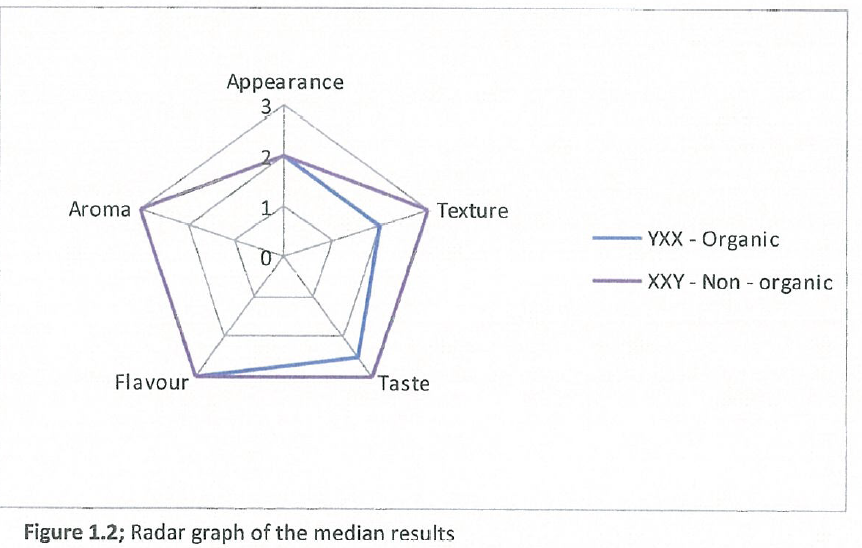 Appearance
3
2
1
0
Aroma
Texture
Flavour
Taste
YXX - Organic
XXY - Non - organic
Figure 1.2; Radar graph of the median results